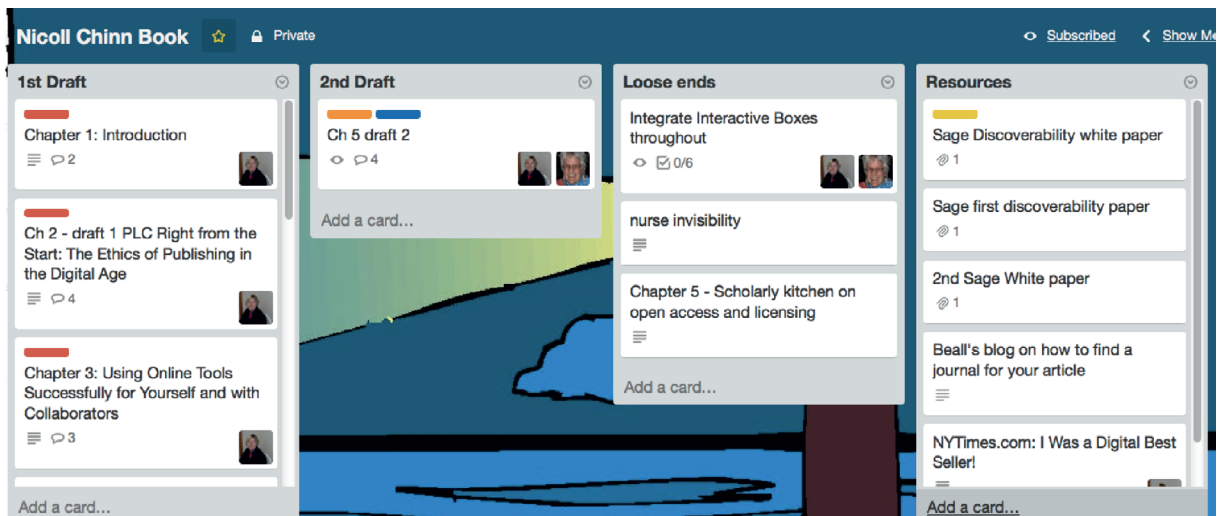 Nicoll Chinn Book
Private
Subscribed
Show Me
1st Draft
Chapter 1: Introduction
2
Ch 2 - draft 1 PLC Right from the
Start: The Ethics of Publishing in
the Digital Age
4
Chapter 3: Using Online Tools
Successfully for Yourself and with
Collaborators
3
Add a card...
2nd Draft
Ch 5 draft 2
4
Add a card...
Loose ends
Integrate Interactive Boxes
throughout
0/6
nurse invisibility
Chapter 5 - Scholarly kitchen on
open access and licensing
Add a card...
Resources
Sage Discoverability white paper
1
Sage first discoverability paper
1
2nd Sage White paper
1
Beall's blog on how to find a
journal for your article
NYTimes.com: I Was a Digital Best
Seller!
Add a card...